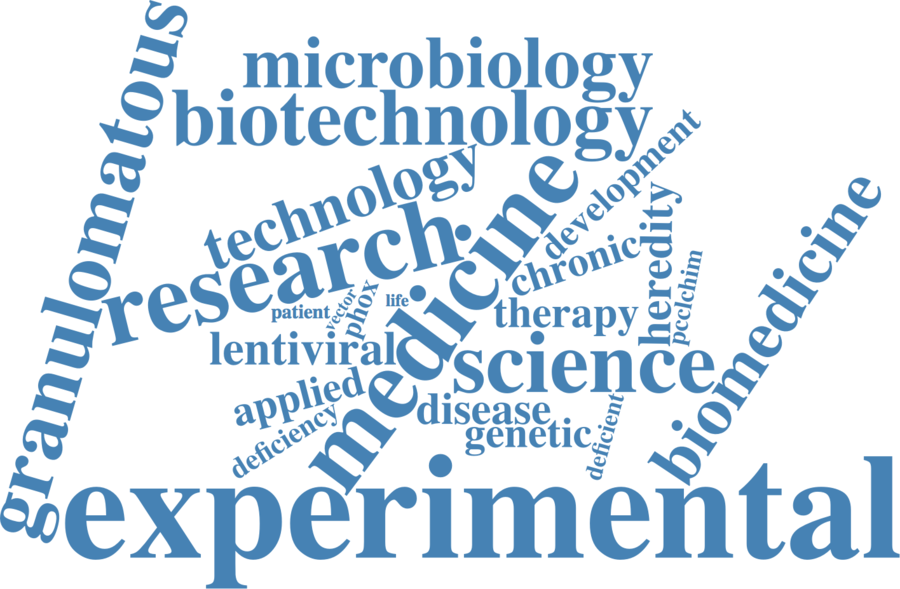 granulomatous
microbiology
biotechnology
development
technology
medicine
research
heredity
chronic
biomedicine
pcclchim
vector
phox
life
patient
therapy
lentiviral
science
applied
disease
deficiency
genetic
deficient
experimental